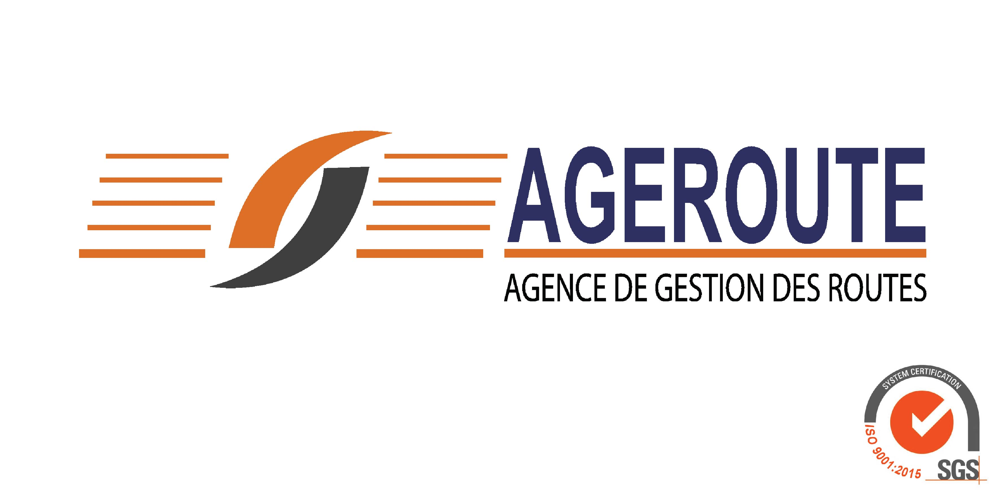 AGEROUTE
AGENCE DE GESTION DES ROUTES
SYSTEM CERTIFICATION
ISO 9001:2015
SGS